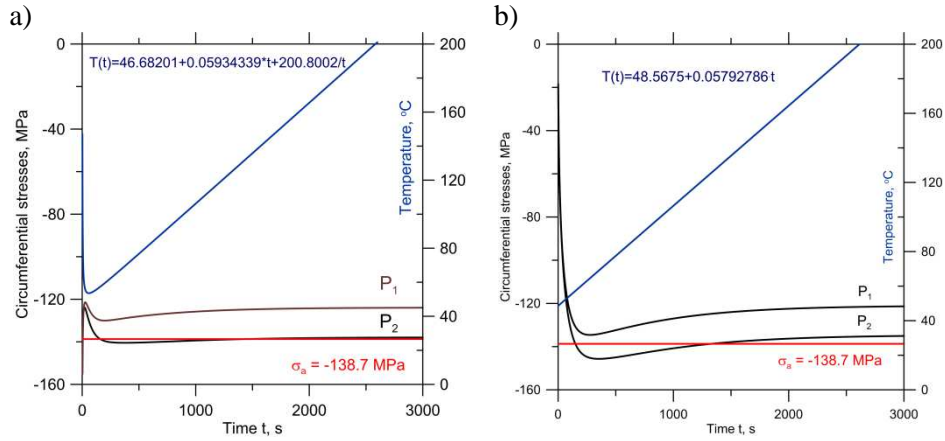 a)
0
-40
-80
-120
-160
Circumferential stresses, MPa
T(t)=46.68201+0.05934339*t+200.8002/t
P1
P2
σa = -138.7 MPa
200
160
120
80
40
0
Temperature, °C
0
1000
2000
3000
Time t, s
b)
0
-40
-80
-120
-160
Circumferential stresses, MPa
T(t)=48.5675+0.05792786 t
P1
P2
σa = -138.7 MPa
200
160
120
80
40
0
Temperature, °C
0
1000
2000
3000
Time t, s